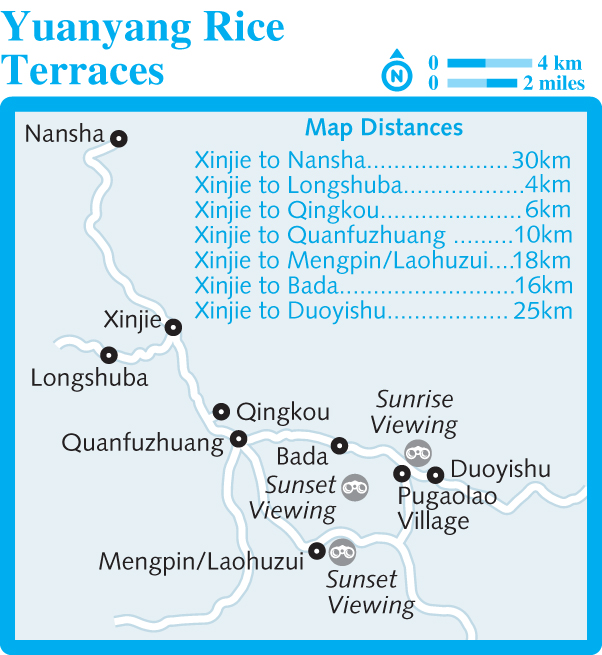 Yuanyang Rice
Terraces
N
0 4 km
0 2 miles
Map Distances
Xinjie to Nansha....................... 30km
Xinjie to Longshuba....................4km
Xinjie to Qingkou....................... 6km
Xinjie to Quanfuzhuang ..........10km
Xinjie to Mengpin/Laohuzui....18km
Xinjie to Bada............................. 16km
Xinjie to Duoyishu.................... 25km
Nansha
Xinjie
Longshuba
Qingkou
Quanfuzhuang
Sunrise
Viewing
Bada
Duoyishu
Sunset
Viewing
Pugaolao
Village
Mengpin/Laohuzui
Sunset
Viewing